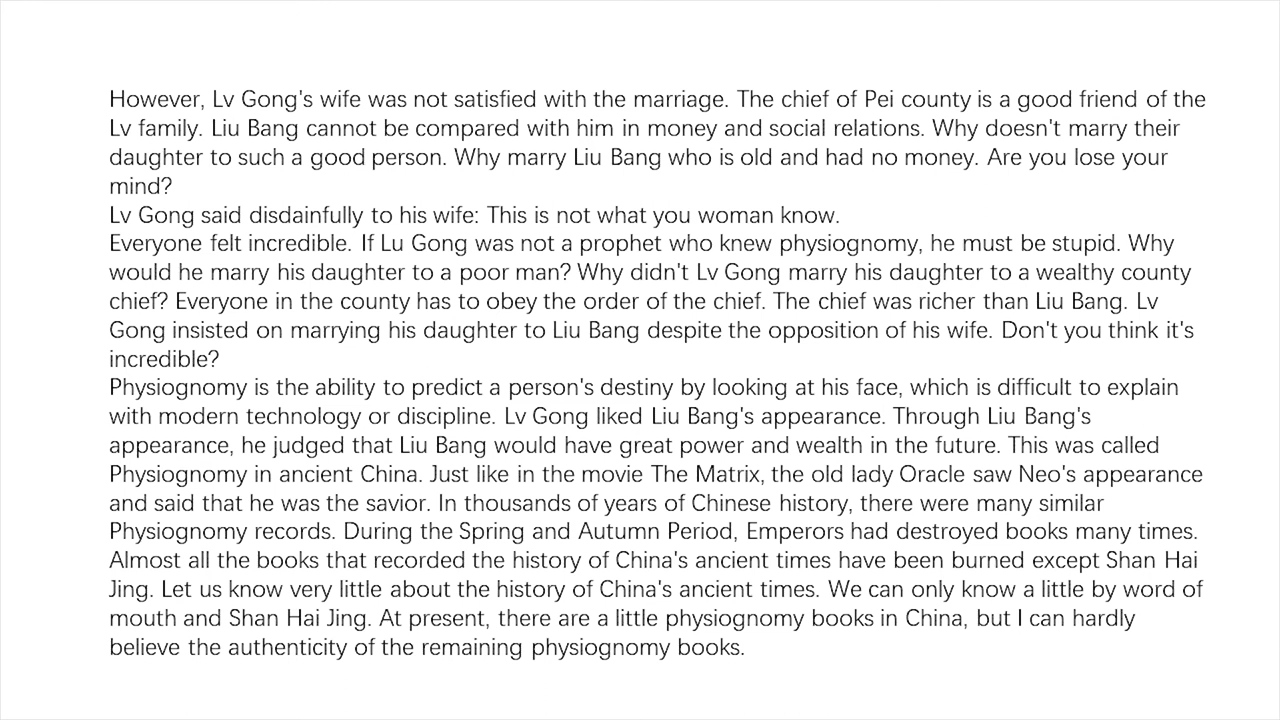 However, Lv Gong's wife was not satisfied with the marriage. The chief of Pei county is a good friend of the
Lv family. Liu Bang cannot be compared with him in money and social relations. Why doesn't marry their
daughter to such a good person. Why marry Liu Bang who is old and had no money. Are you lose your
mind?
Lv Gong said disdainfully to his wife: This is not what you woman know.
Everyone felt incredible. If Lu Gong was not a prophet who knew physiognomy, he must be stupid. Why
would he marry his daughter to a poor man? Why didn't Lv Gong marry his daughter to a wealthy county
chief? Everyone in the county has to obey the order of the chief. The chief was richer than Liu Bang. Lv
Gong insisted on marrying his daughter to Liu Bang despite the opposition of his wife. Don't you think it's
incredible?
Physiognomy is the ability to predict a person's destiny by looking at his face, which is difficult to explain
with modern technology or discipline. Lv Gong liked Liu Bang's appearance. Through Liu Bang's
appearance, he judged that Liu Bang would have great power and wealth in the future. This was called
Physiognomy in ancient China. Just like in the movie The Matrix, the old lady Oracle saw Neo's appearance
and said that he was the savior. In thousands of years of Chinese history, there were many similar
Physiognomy records. During the Spring and Autumn Period, Emperors had destroyed books many times.
Almost all the books that recorded the history of China's ancient times have been burned except Shan Hai
Jing. Let us know very little about the history of China's ancient times. We can only know a little by word of
mouth and Shan Hai Jing. At present, there are a little physiognomy books in China, but I can hardly
believe the authenticity of the remaining physiognomy books.